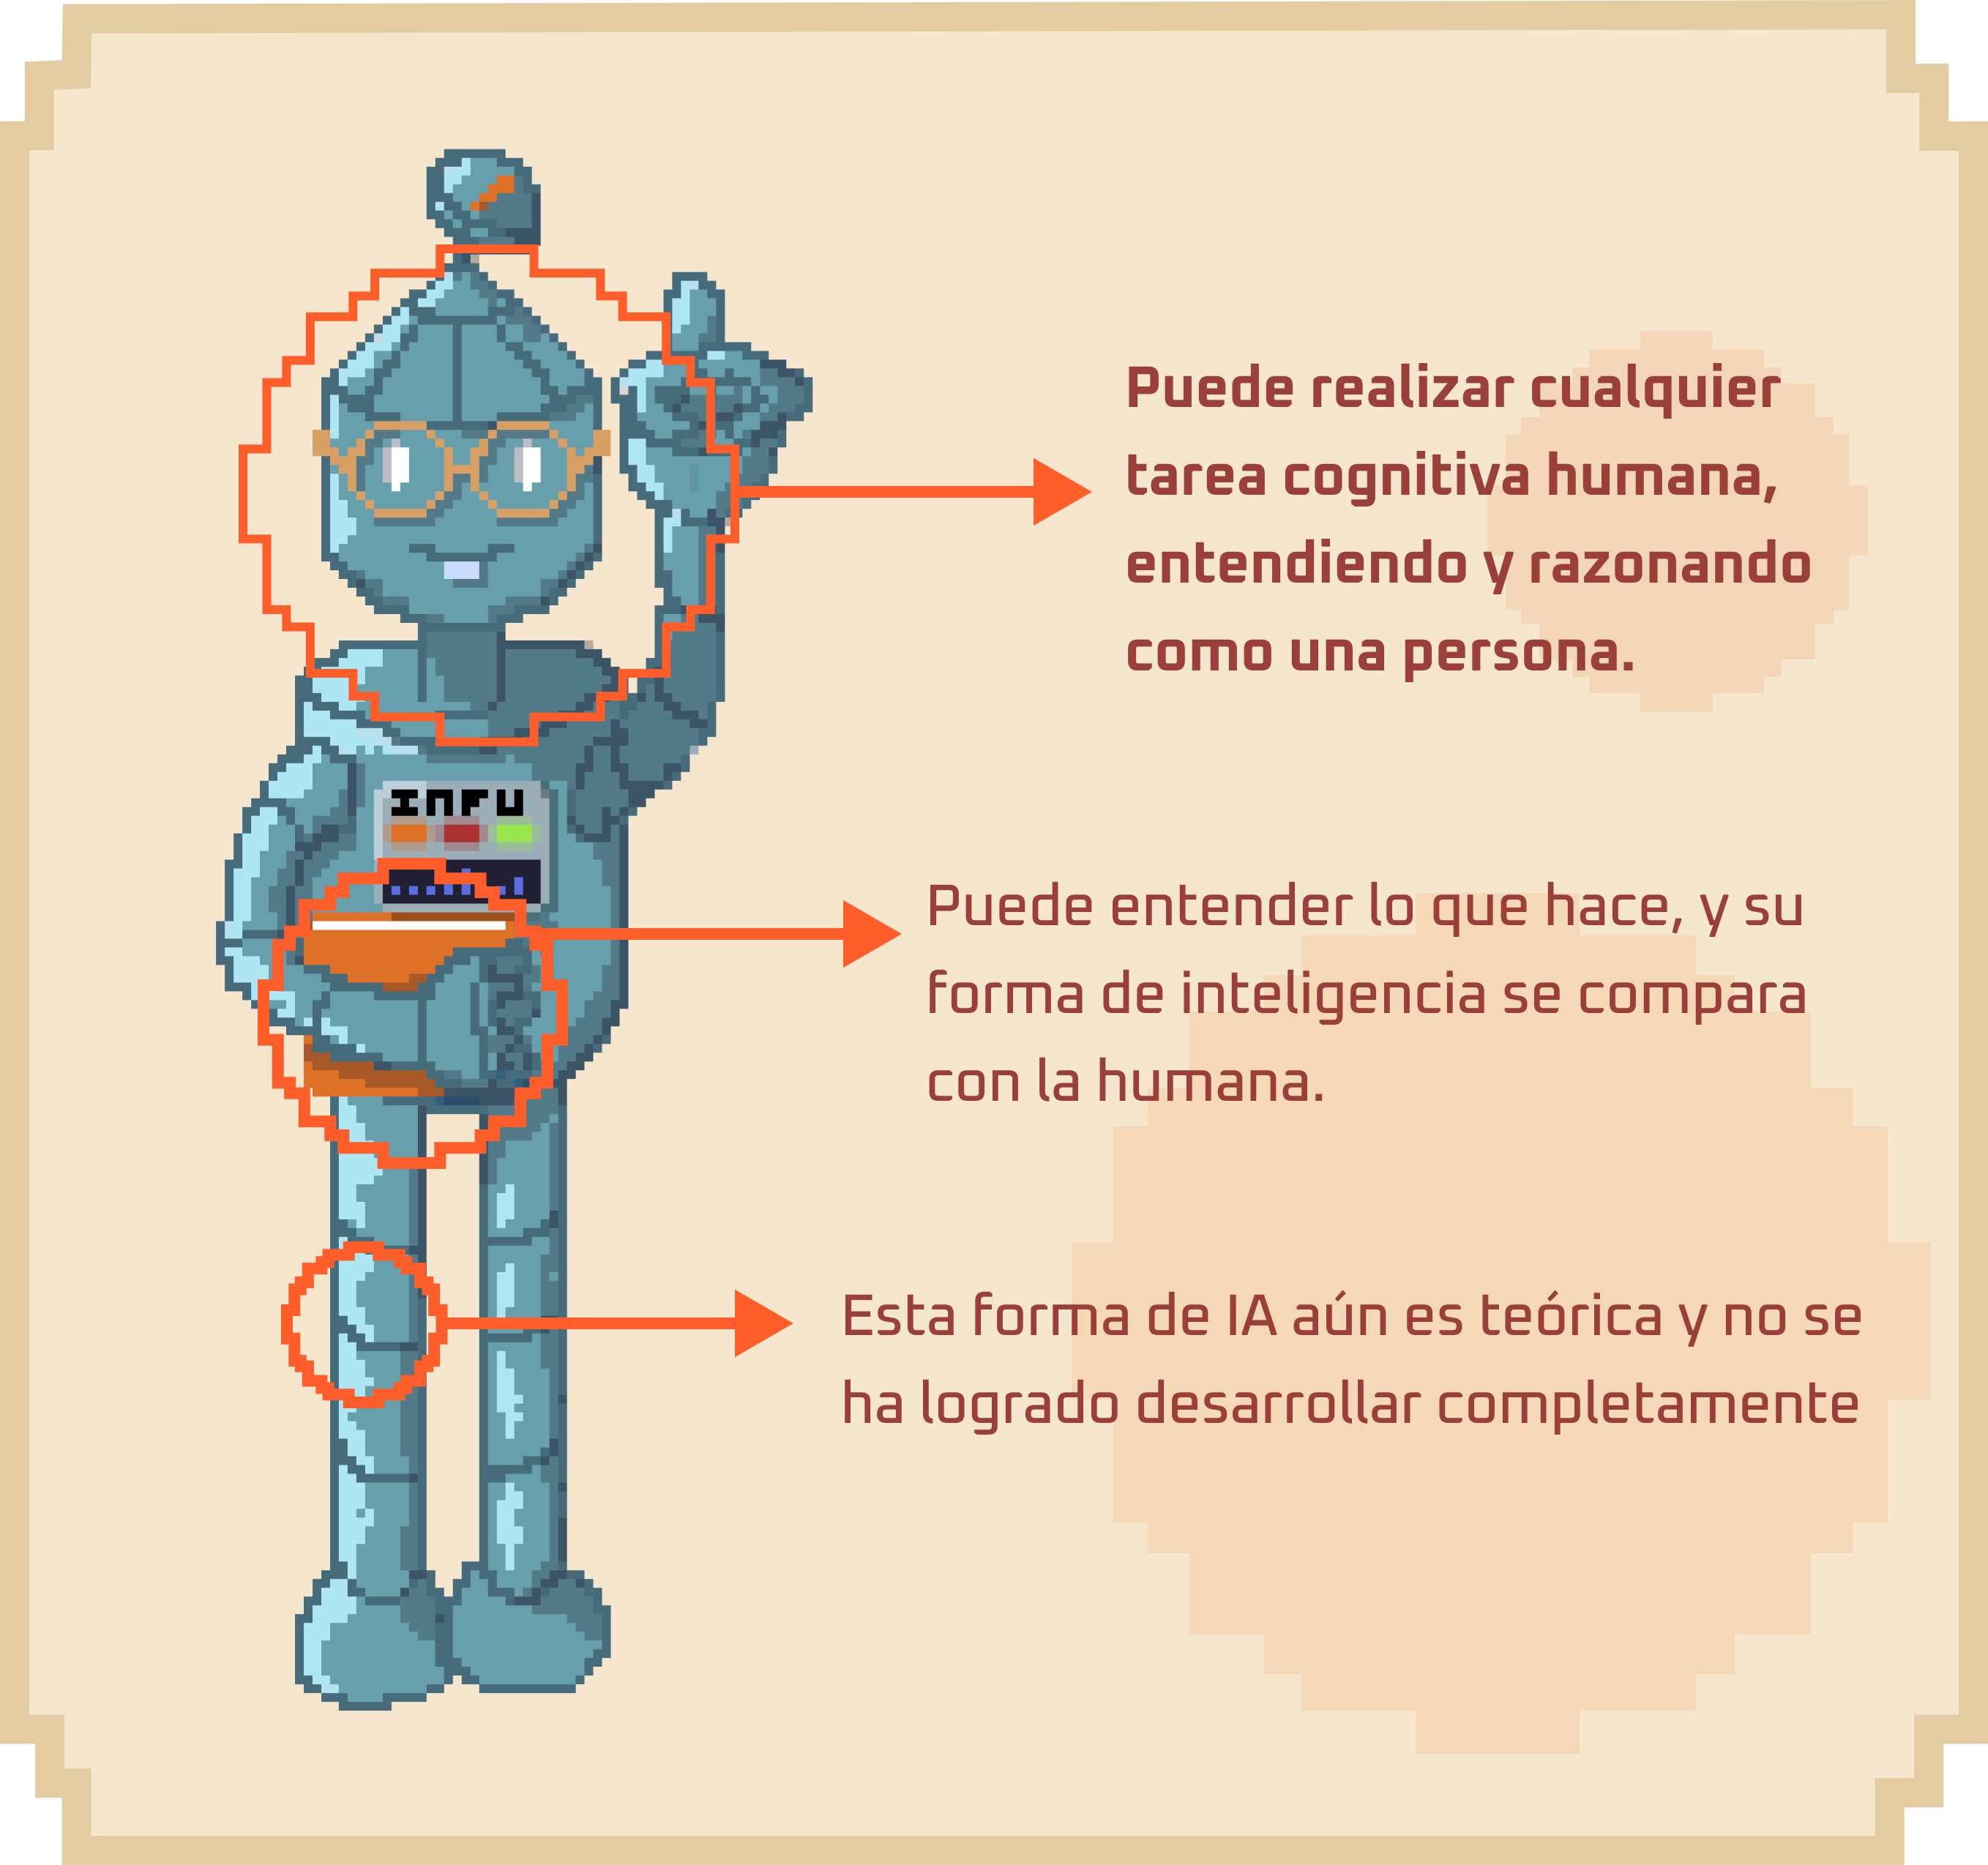 Puede realizar cualquier
tarea cognitiva humana,
entendiendo y razonando
como una persona.
INFU
Puede entender lo que hace, y su
forma de inteligencia se compara
con la humana.
Esta forma de IA aún es teórica y no se
ha logrado desarrollar completamente